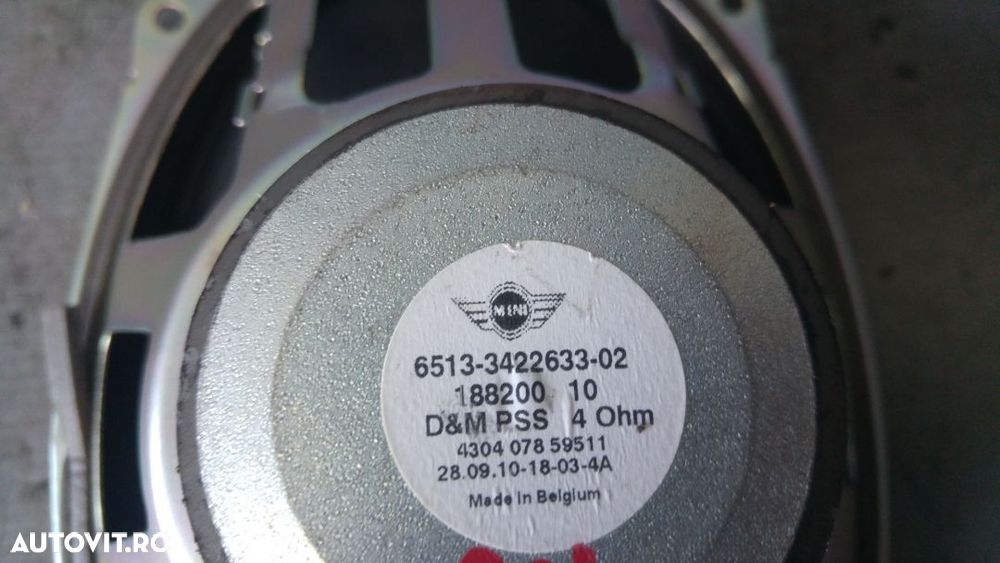 MINI
6513-3422633-02
188200 10
D&M PSS 4 Ohm
4304 078 59511
28.09.10-18-03-4A
Made in Belgium
AUTOVIT.RO